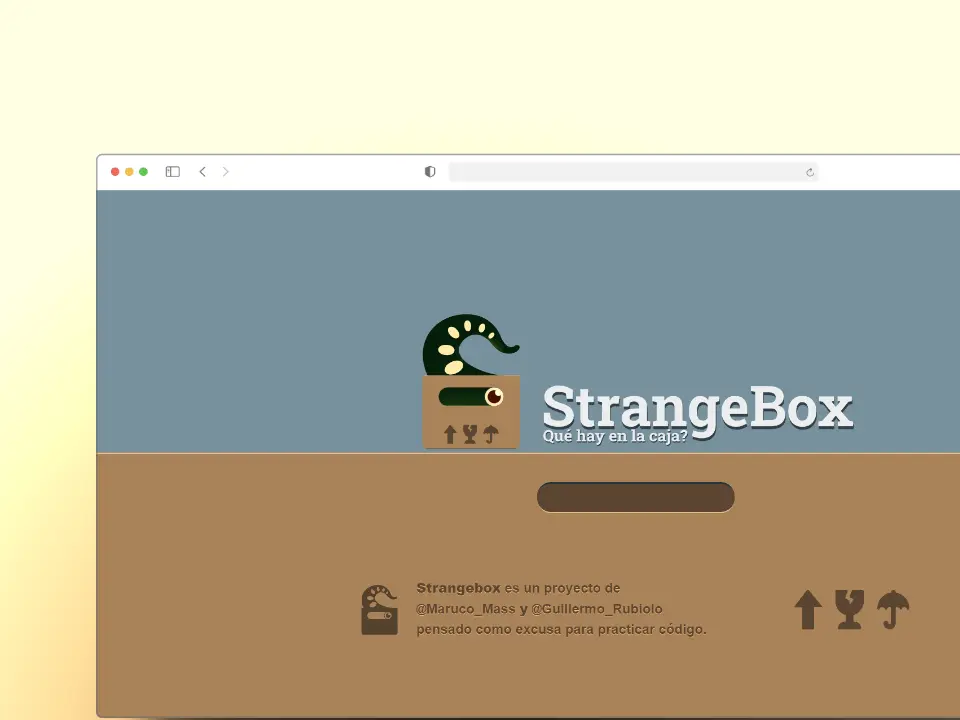 StrangeBox
Qué hay en la caja?
Strangebox es un proyecto de
@Maruco_Mass y @Guillermo_Rubiolo
pensado como excusa para practicar código.